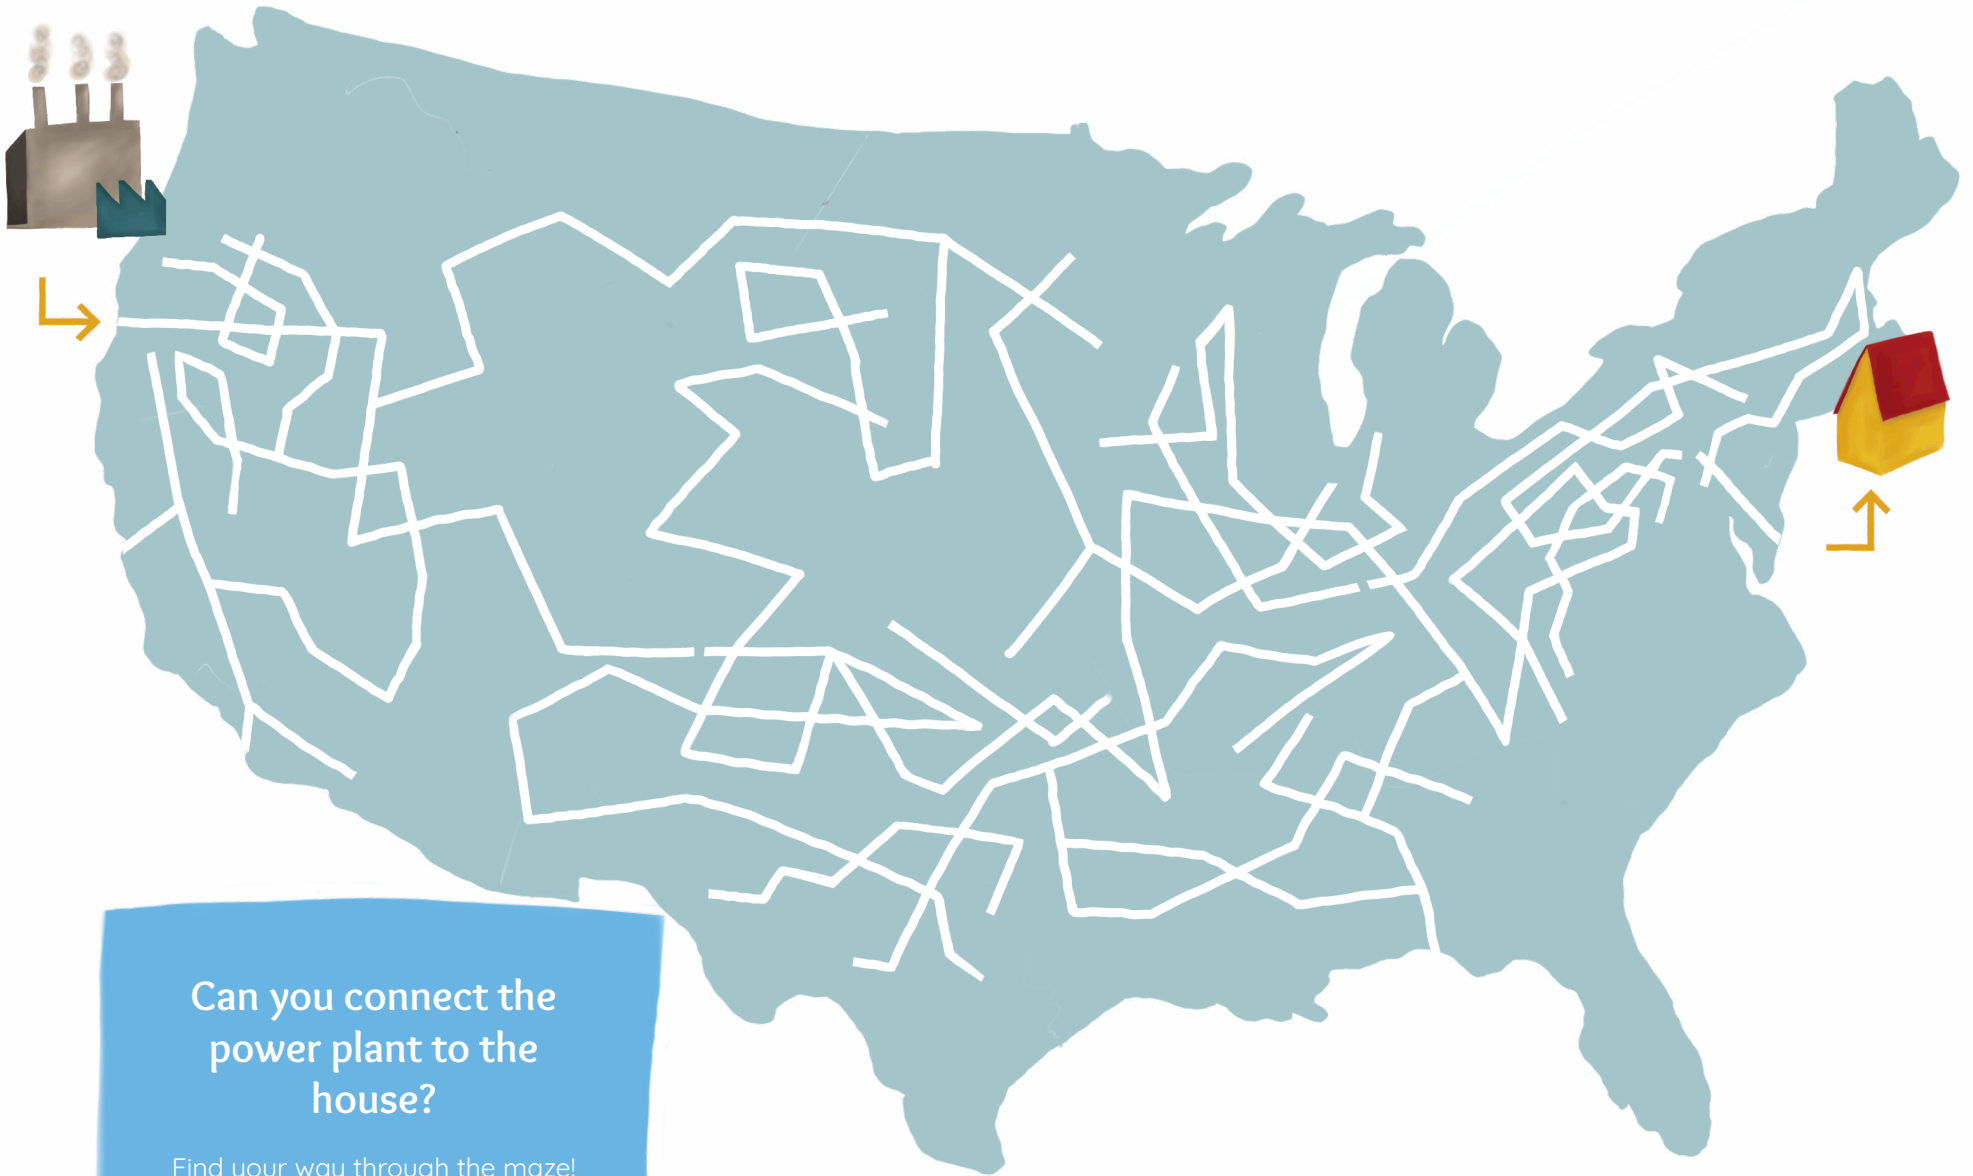 Can you connect the
power plant to the
house?
Find your way through the maze!